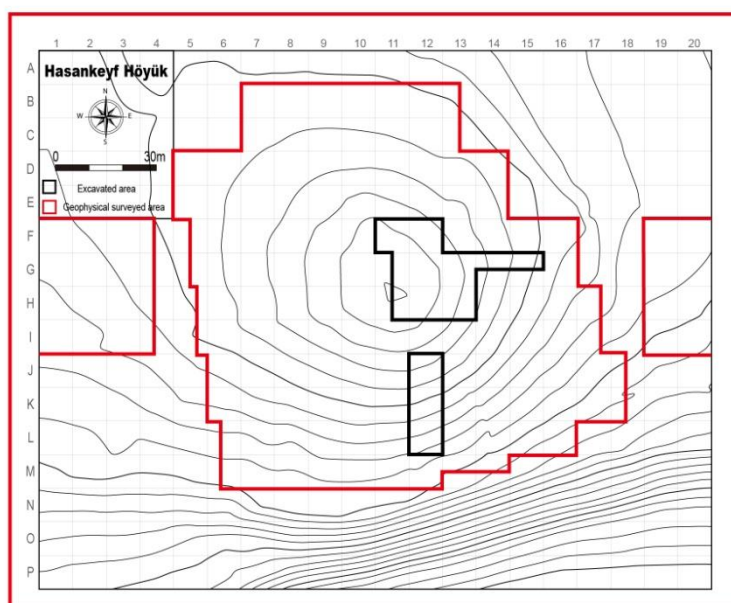 1 2 3 4 5 6 7 8 9 10 11 12 13 14 15 16 17 18 19 20
A
Hasankeyf Höyük
B
N
W E
S
C
0 30m
D
Excavated area
E
Geophysical surveyed area
F
G
H
I
J
K
L
M
N
O
P